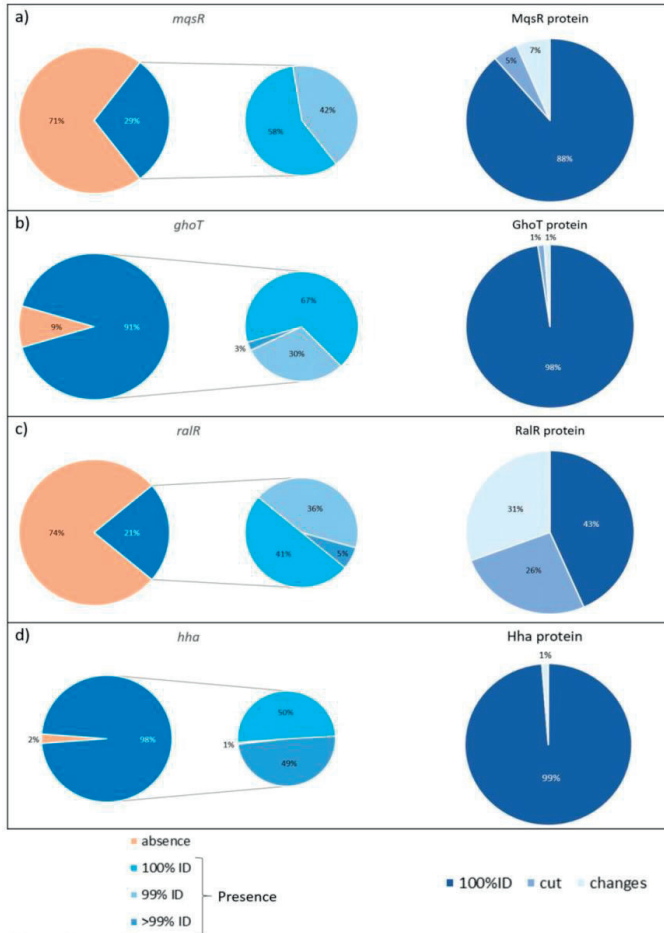 a) mqsR MqsR protein
71% 29% 58% 42% 5% 7% 88%
b) ghoT GhoT protein
9% 91% 67% 3% 30% 1% 1% 98%
c) ralR RalR protein
74% 21% 36% 41% 5% 31% 43% 26%
d) hha Hha protein
2% 98% 50% 1% 49% 1% 99%
absence
100% ID
99% ID Presence
>99% ID
100%ID cut changes